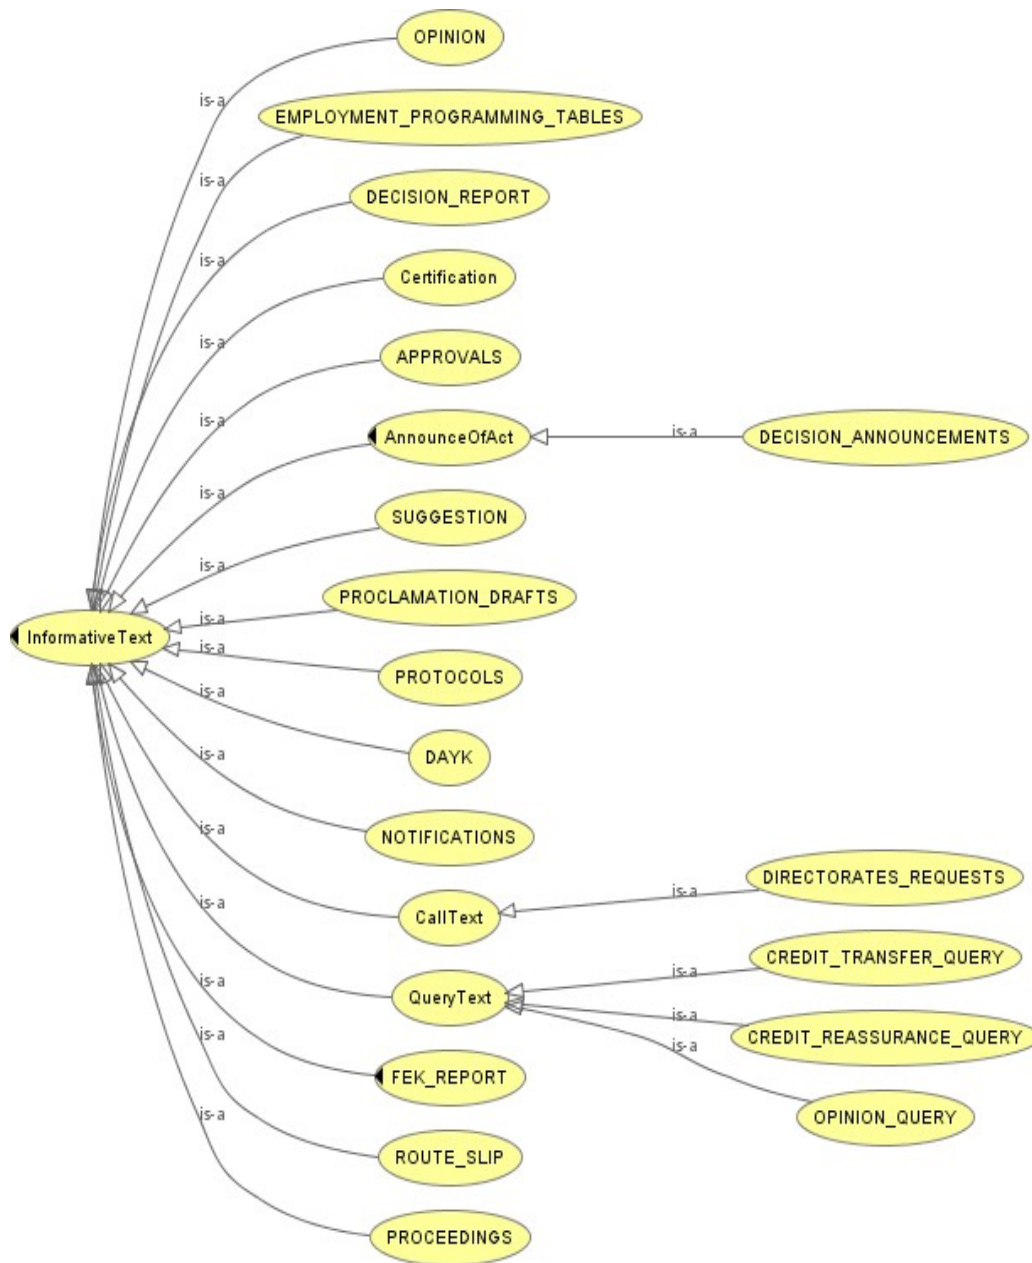 OPINION
is-a
EMPLOYMENT_PROGRAMMING_TABLES
is-a
DECISION_REPORT
is-a
Certification
is-a
APPROVALS
is-a
AnnounceOfAct
is-a
DECISION_ANNOUNCEMENTS
is-a
SUGGESTION
is-a
PROCLAMATION_DRAFTS
is-a
InformativeText
is-a
PROTOCOLS
is-a
DAYK
is-a
NOTIFICATIONS
is-a
DIRECTORATES_REQUESTS
is-a
is-a
CallText
CREDIT_TRANSFER_QUERY
is-a
is-a
QueryText
is-a
CREDIT_REASSURANCE_QUERY
is-a
is-a
FEK_REPORT
OPINION_QUERY
is-a
ROUTE_SLIP
PROCEEDINGS